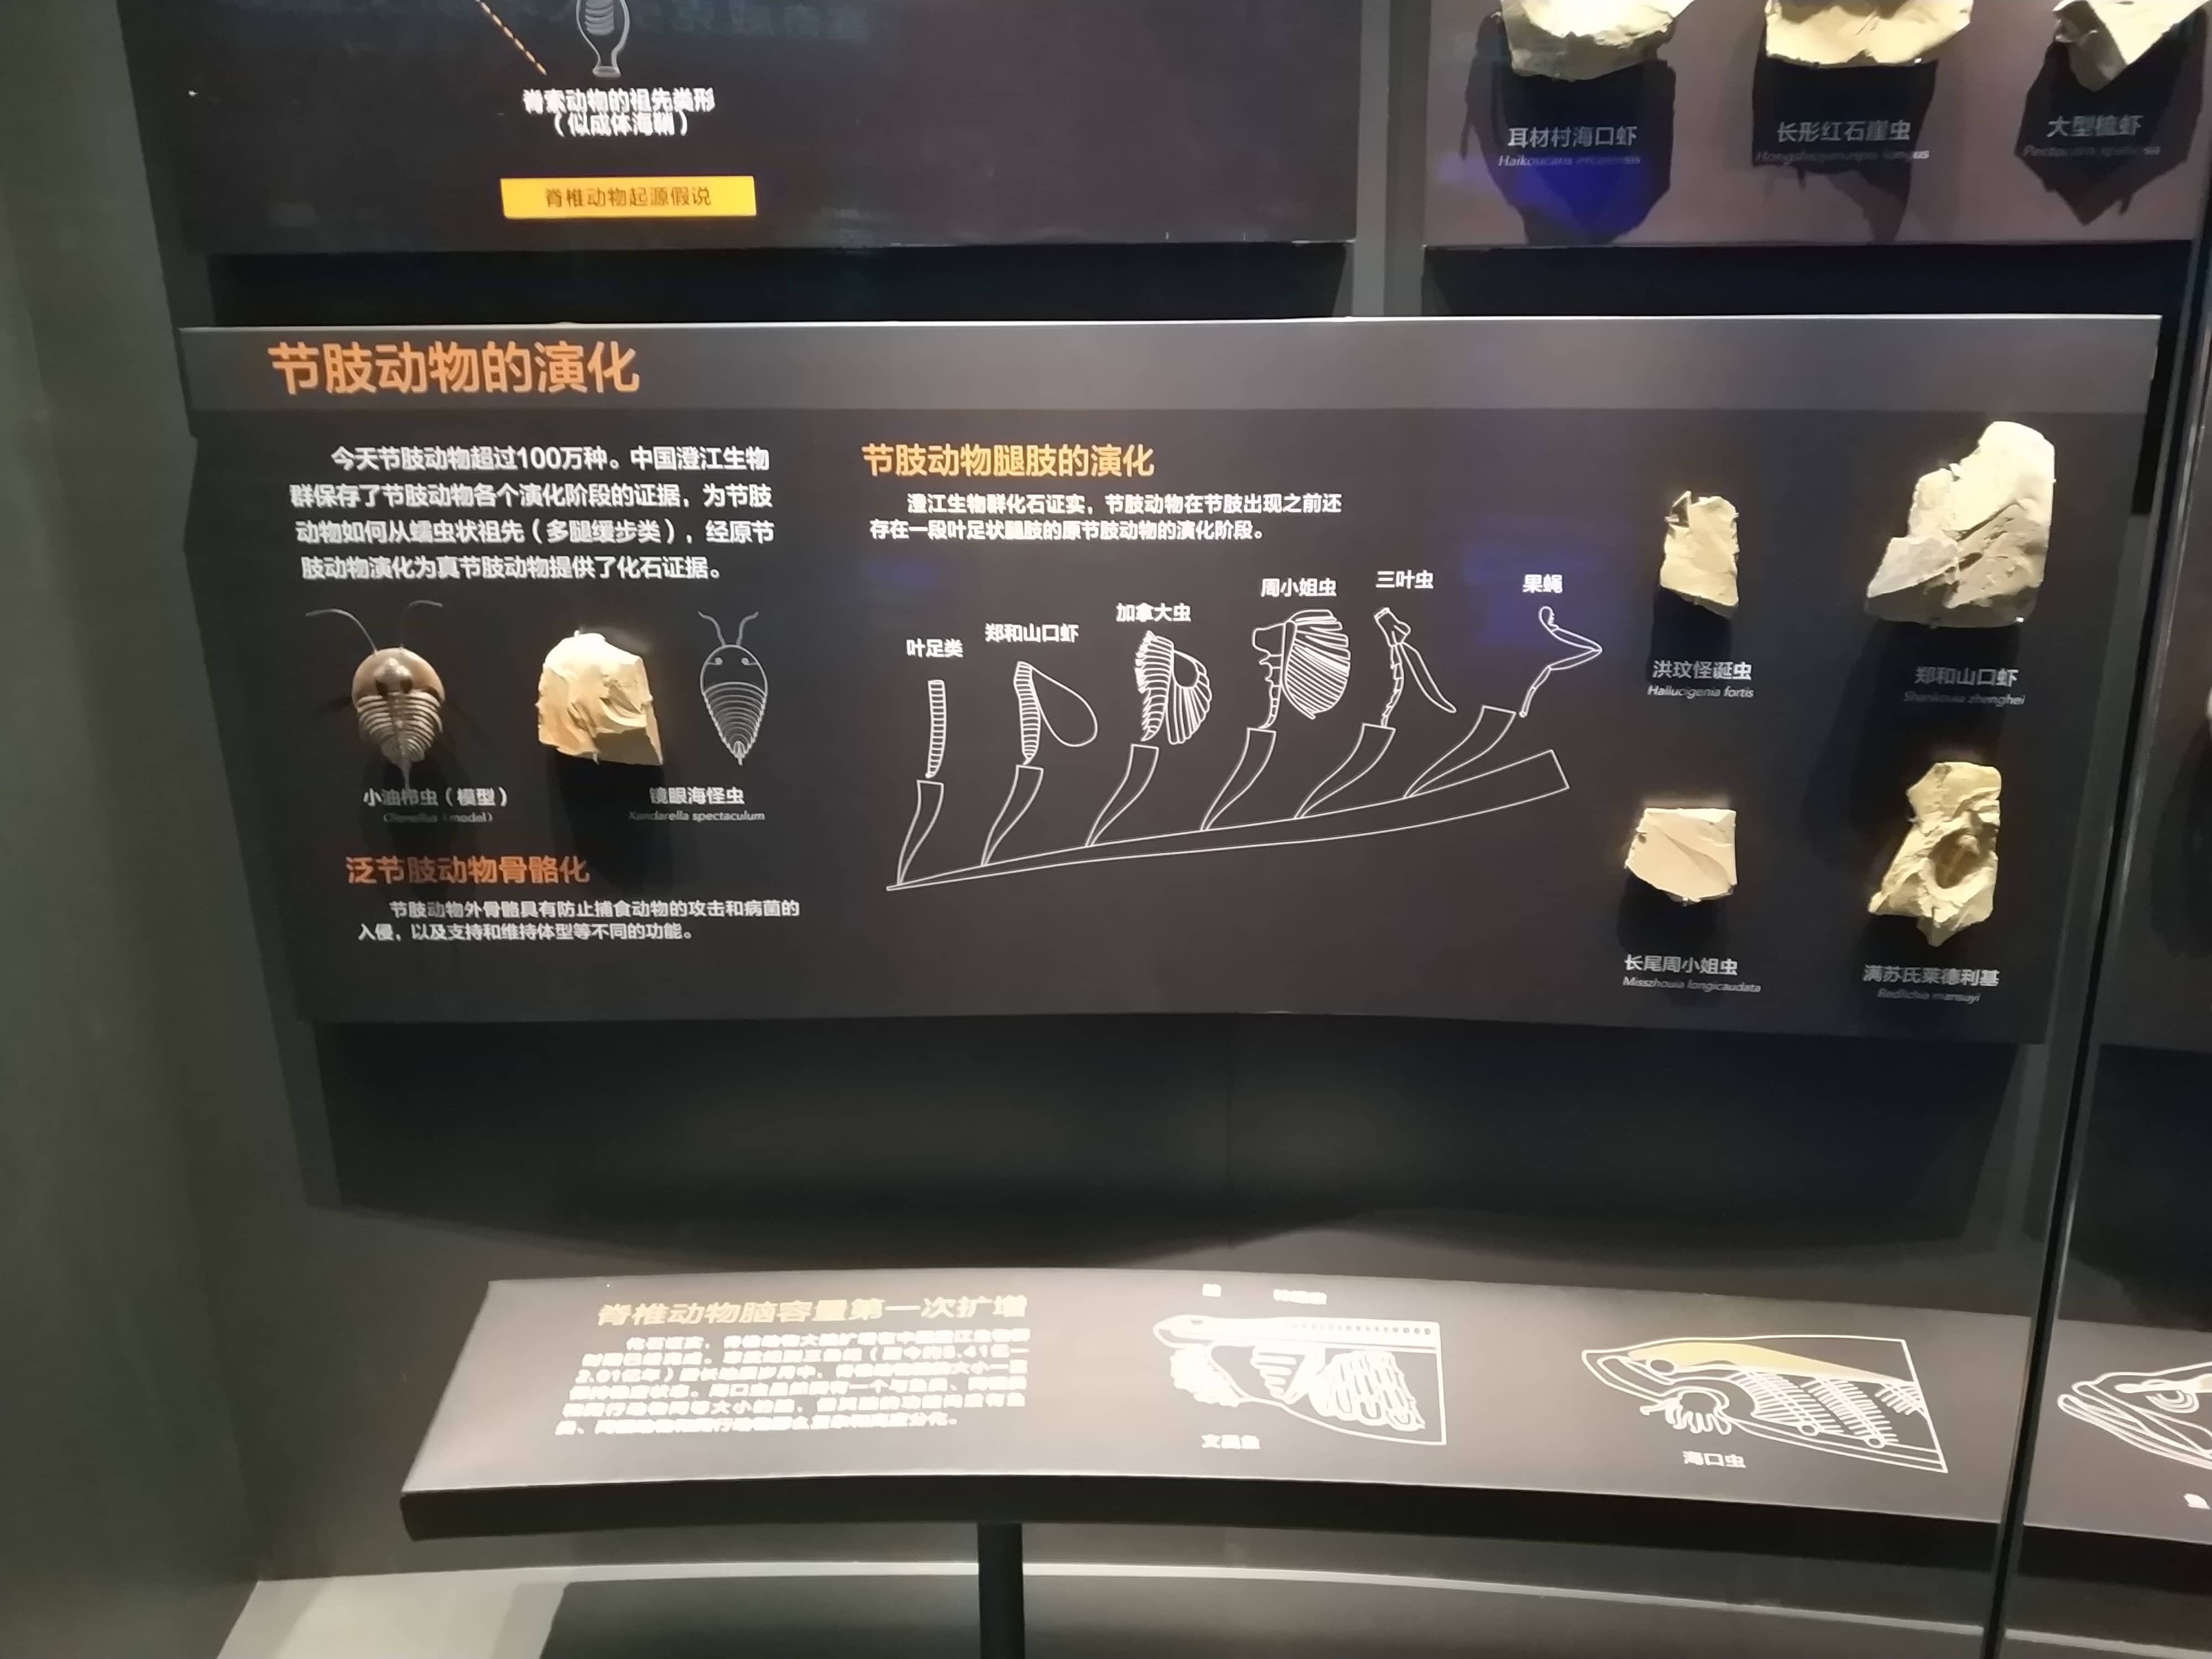 脊索动物的祖先类形
（似成体海鞘）
脊椎动物起源假说
耳材村海口虾
Haikoucaris ercaiensis
长形红石崖虫
Hongshiyanaspis longus
大型栉虾
Pectocaris spatiosa
节肢动物的演化
今天节肢动物超过100万种。中国澄江生物
群保存了节肢动物各个演化阶段的证据，为节肢
动物如何从蠕虫状祖先（多腿缓步类），经原节
肢动物演化为真节肢动物提供了化石证据。
小油栉虫（模型）
Olenellus (model)
镜眼海怪虫
Xandarella spectaculum
泛节肢动物骨骼化
节肢动物外骨骼具有防止捕食动物的攻击和病菌的
入侵，以及支持和维持体型等不同的功能。
节肢动物腿肢的演化
澄江生物群化石证实，节肢动物在节肢出现之前还
存在一段叶足状腿肢的原节肢动物的演化阶段。
叶足类
郑和山口虾
加拿大虫
周小姐虫
三叶虫
果蝇
洪玟怪诞虫
Hallucigenia fortis
郑和山口虾
Shankouia zhenghei
长尾周小姐虫
Misszhouia longicaudata
满苏氏莱德利基
Redlichia mansuyi
脊椎动物脑容量第一次扩增
文昌鱼
海口虫